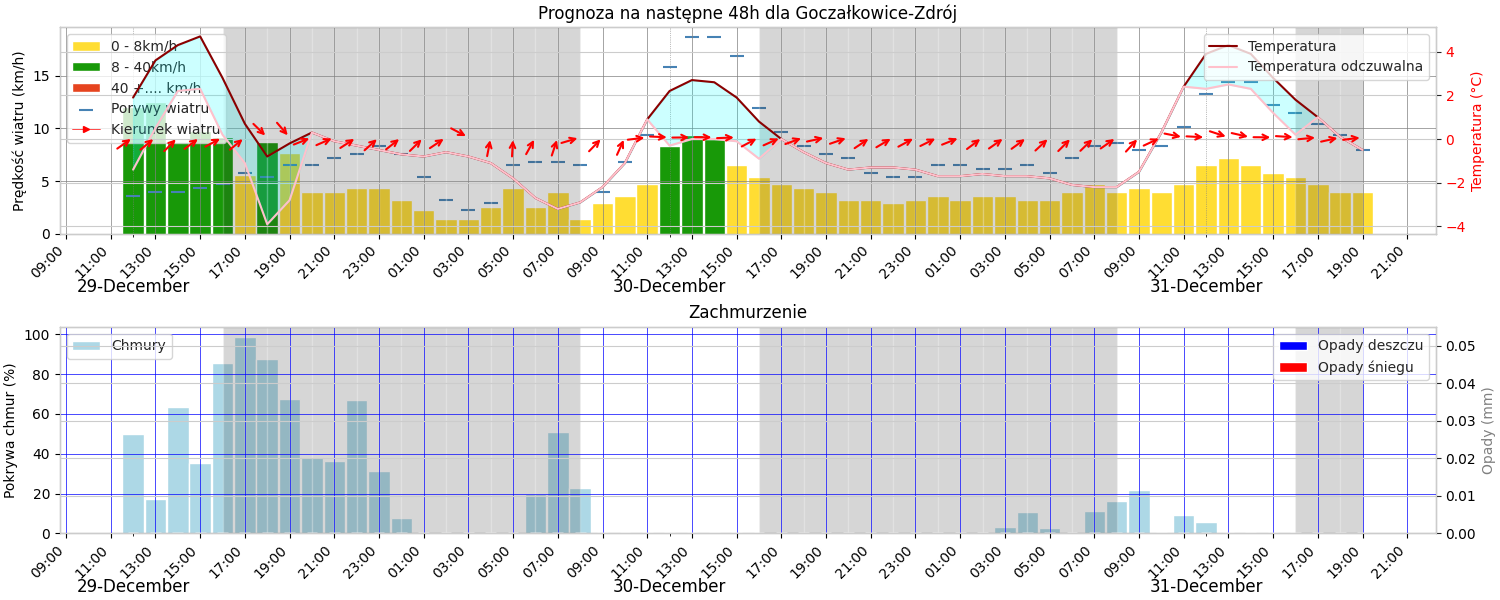 Prognoza na następne 48h dla Goczałkowice-Zdrój
Prędkość wiatru (km/h)
15
10
5
0
0 - 8km/h
8 - 40km/h
40 +.... km/h
Porywy wiatru
Kierunek wiatru
Temperatura
Temperatura odczuwalna
4
2
0
−2
−4
Temperatura (°C)
09:00 11:00 13:00 15:00 17:00 19:00 21:00 23:00 01:00 03:00 05:00 07:00 09:00 11:00 13:00 15:00 17:00 19:00 21:00 23:00 01:00 03:00 05:00 07:00 09:00 11:00 13:00 15:00 17:00 19:00 21:00
29-December 30-December 31-December
Zachmurzenie
Pokrywa chmur (%)
100
80
60
40
20
0
Chmury
Opady deszczu
Opady śniegu
0.05
0.04
0.03
0.02
0.01
0.00
Opady (mm)
09:00 11:00 13:00 15:00 17:00 19:00 21:00 23:00 01:00 03:00 05:00 07:00 09:00 11:00 13:00 15:00 17:00 19:00 21:00 23:00 01:00 03:00 05:00 07:00 09:00 11:00 13:00 15:00 17:00 19:00 21:00
29-December 30-December 31-December